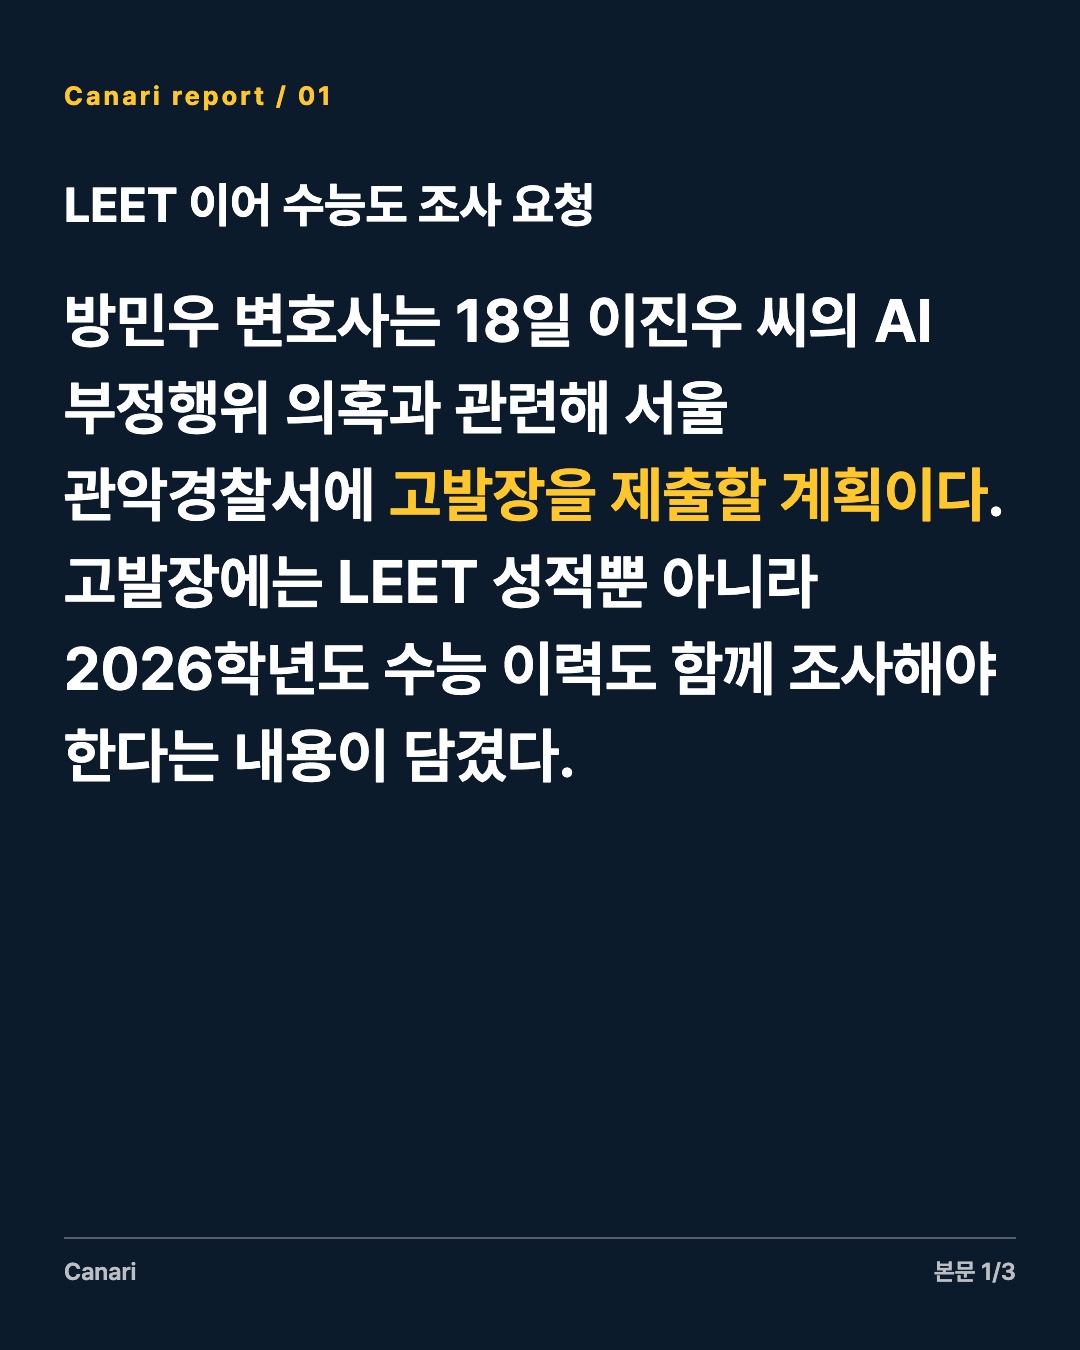 Canari report / 01
LEET 이어 수능도 조사 요청
방민우 변호사는 18일 이진우 씨의 AI
부정행위 의혹과 관련해 서울
관악경찰서에 고발장을 제출할 계획이다.
고발장에는 LEET 성적뿐 아니라
2026학년도 수능 이력도 함께 조사해야
한다는 내용이 담겼다.
Canari
본문 1/3